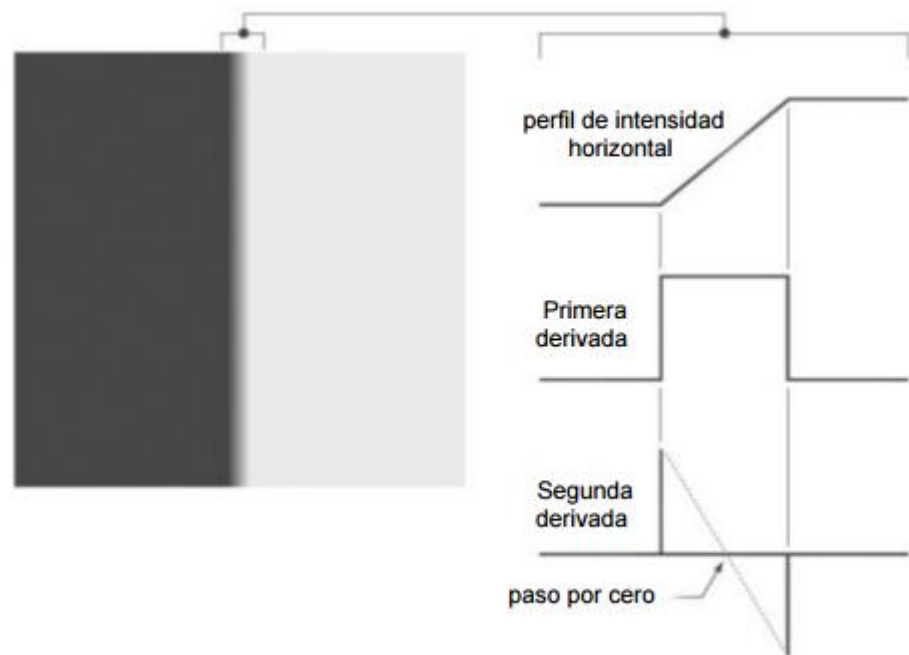 perfil de intensidad
horizontal
Primera
derivada
Segunda
derivada
paso por cero